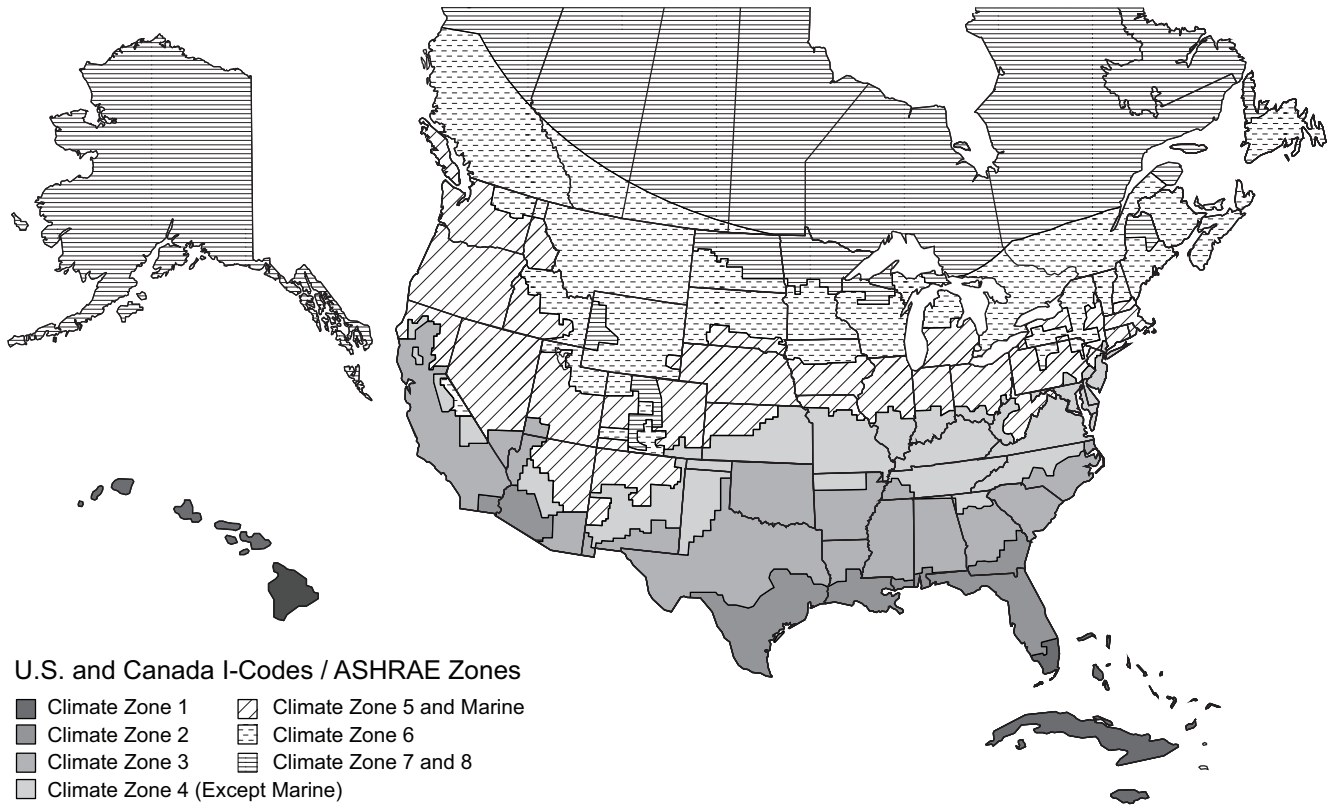 U.S. and Canada I-Codes / ASHRAE Zones
Climate Zone 1
Climate Zone 2
Climate Zone 3
Climate Zone 4 (Except Marine)
Climate Zone 5 and Marine
Climate Zone 6
Climate Zone 7 and 8